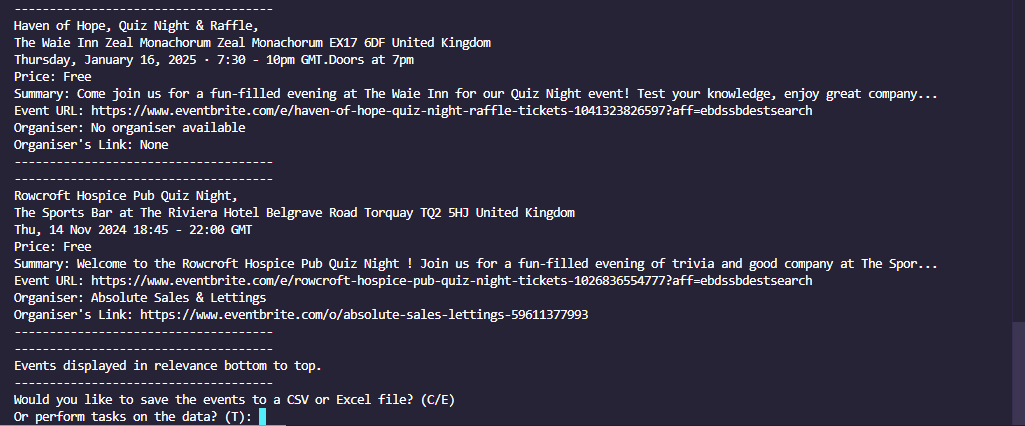 -------------------------------------
Haven of Hope, Quiz Night & Raffle,
The Waie Inn Zeal Monachorum Zeal Monachorum EX17 6DF United Kingdom
Thursday, January 16, 2025 · 7:30 - 10pm GMT.Doors at 7pm
Price: Free
Summary: Come join us for a fun-filled evening at The Waie Inn for our Quiz Night event! Test your knowledge, enjoy great company...
Event URL: https://www.eventbrite.com/e/haven-of-hope-quiz-night-raffle-tickets-1041323826597?aff=ebdssbdestsearch
Organiser: No organiser available
Organiser's Link: None
-------------------------------------
-------------------------------------
Rowcroft Hospice Pub Quiz Night,
The Sports Bar at The Riviera Hotel Belgrave Road Torquay TQ2 5HJ United Kingdom
Thu, 14 Nov 2024 18:45 - 22:00 GMT
Price: Free
Summary: Welcome to the Rowcroft Hospice Pub Quiz Night ! Join us for a fun-filled evening of trivia and good company at The Spor...
Event URL: https://www.eventbrite.com/e/rowcroft-hospice-pub-quiz-night-tickets-1026836554777?aff=ebdssbdestsearch
Organiser: Absolute Sales & Lettings
Organiser's Link: https://www.eventbrite.com/o/absolute-sales-lettings-59611377993
-------------------------------------
-------------------------------------
Events displayed in relevance bottom to top.
-------------------------------------
Would you like to save the events to a CSV or Excel file? (C/E)
Or perform tasks on the data? (T):